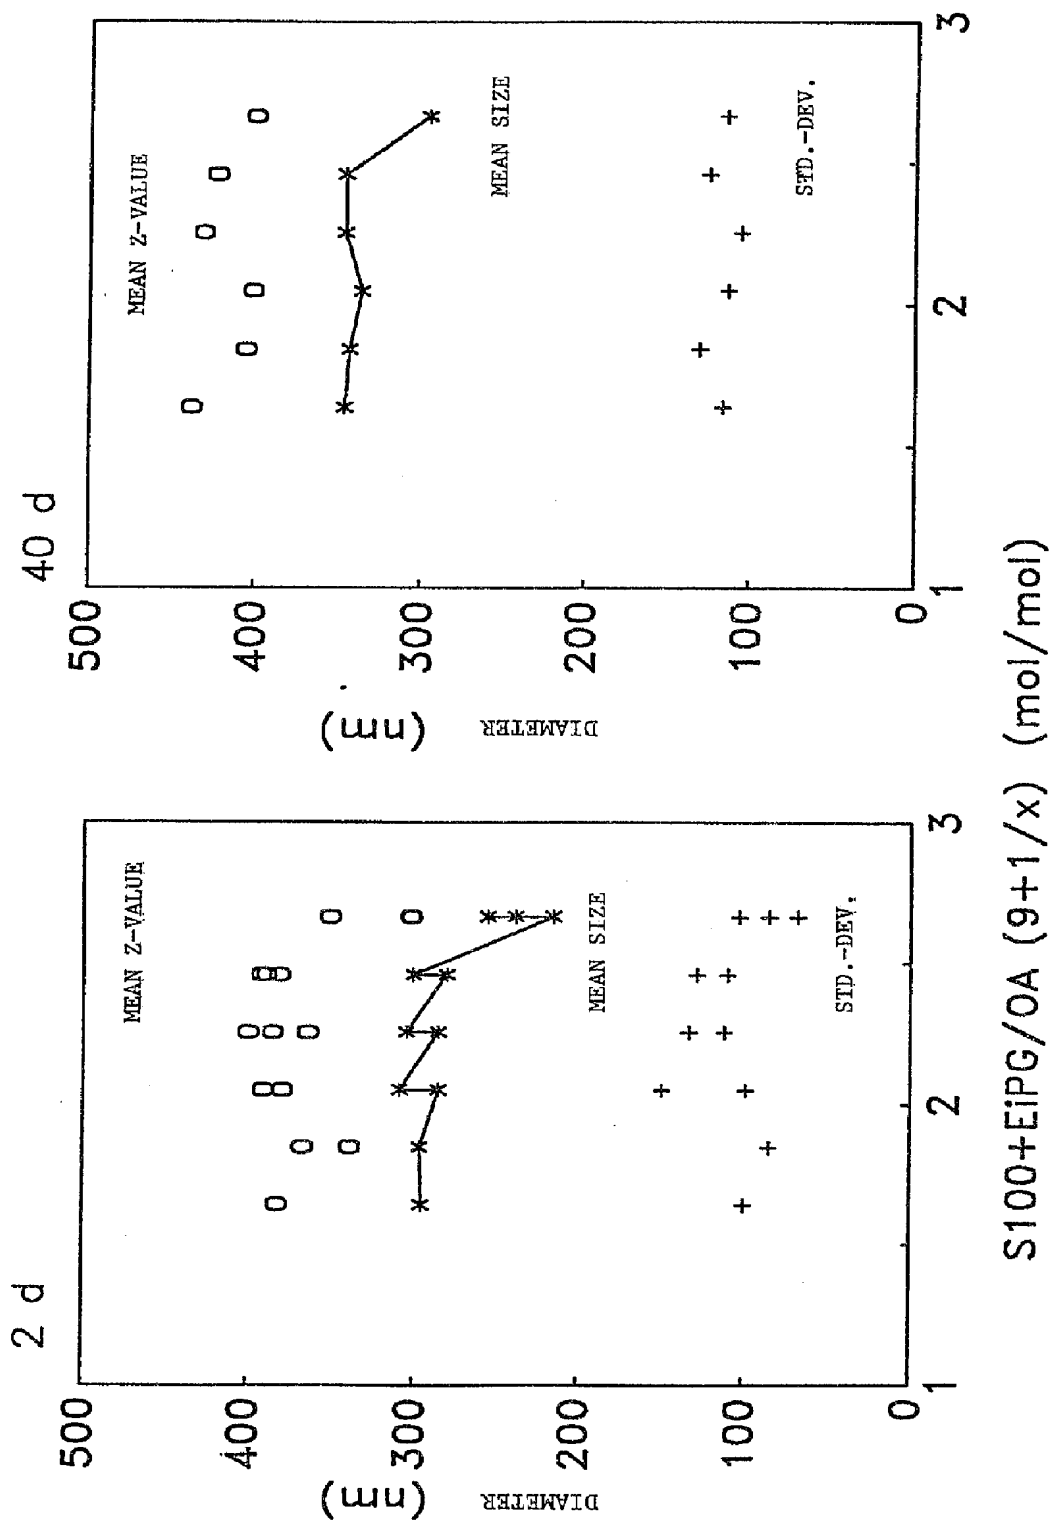 2 d
40 d
500
400
300
200
100
0
(nm)
DIAMETER
MEAN Z-VALUE
MEAN SIZE
STD.-DEV.
1
2
3
500
400
300
200
100
0
(nm)
DIAMETER
MEAN Z-VALUE
MEAN SIZE
STD.-DEV.
1
2
3
S100+EiPG/OA (9+1/x) (mol/mol)